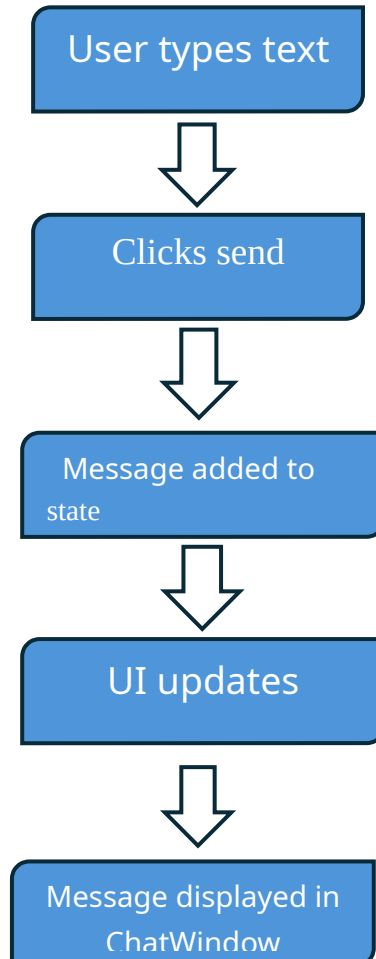 User types text
Clicks send
Message added to
state
UI updates
Message displayed in
ChatWindow